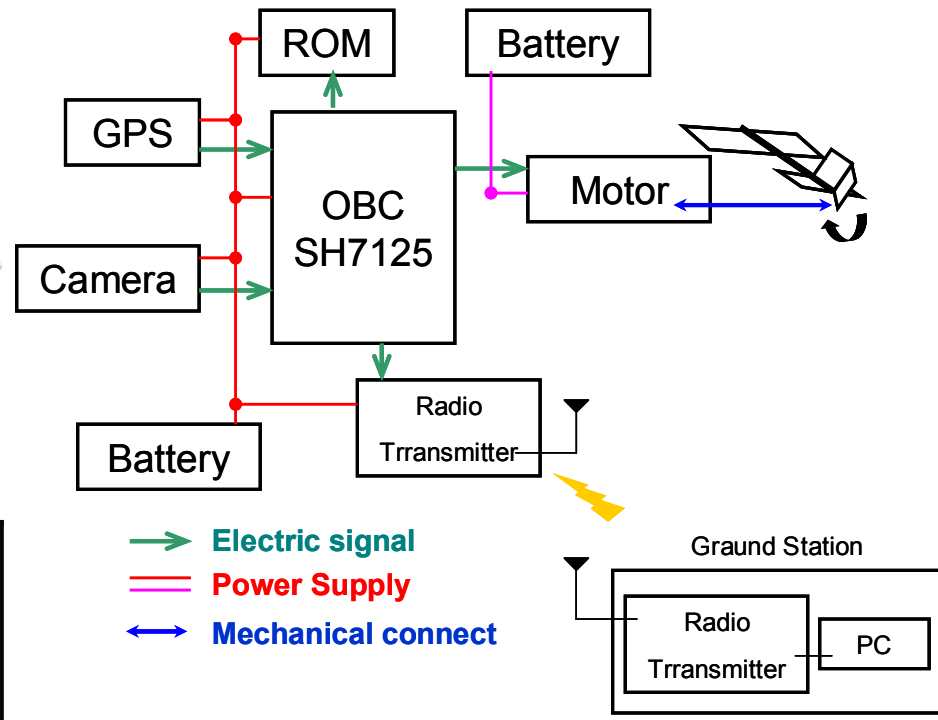 ROM
Battery
GPS
OBC
SH7125
Motor
Camera
Radio
Trransmitter
Battery
Electric signal
Power Supply
Mechanical connect
Graund Station
Radio
Trransmitter
PC